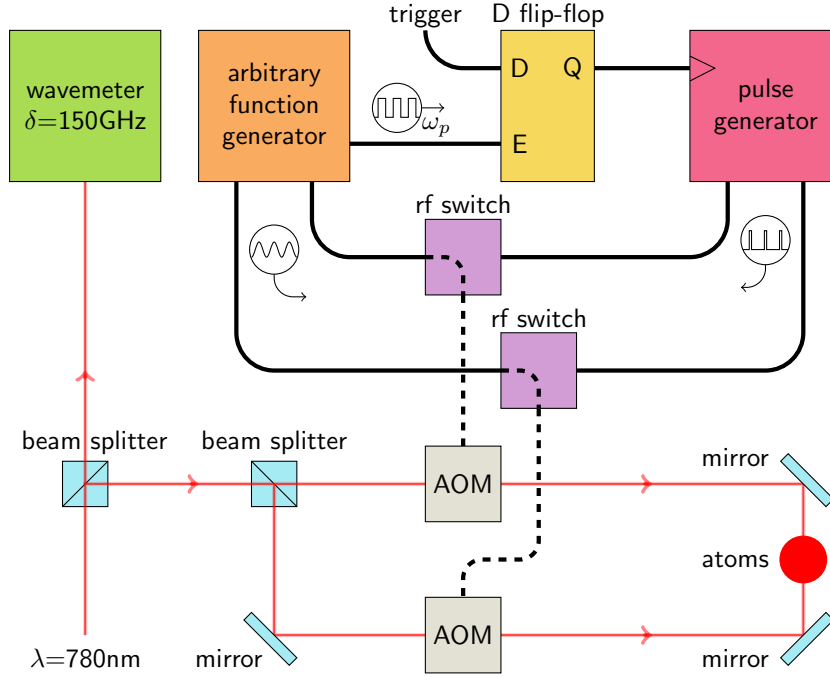 trigger
D flip-flop
wavemeter
δ=150GHz
arbitrary
function
generator
ωp
D
Q
E
pulse
generator
rf switch
rf switch
beam splitter
beam splitter
AOM
mirror
atoms
λ=780nm
mirror
AOM
mirror